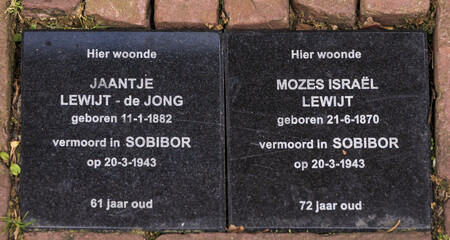 Hier woonde
JAANTJE
LEWIJT - de JONG
geboren 11-1-1882
vermoord in SOBIBOR
op 20-3-1943
61 jaar oud
Hier woonde
MOZES ISRAËL
LEWIJT
geboren 21-6-1870
vermoord in SOBIBOR
op 20-3-1943
72 jaar oud